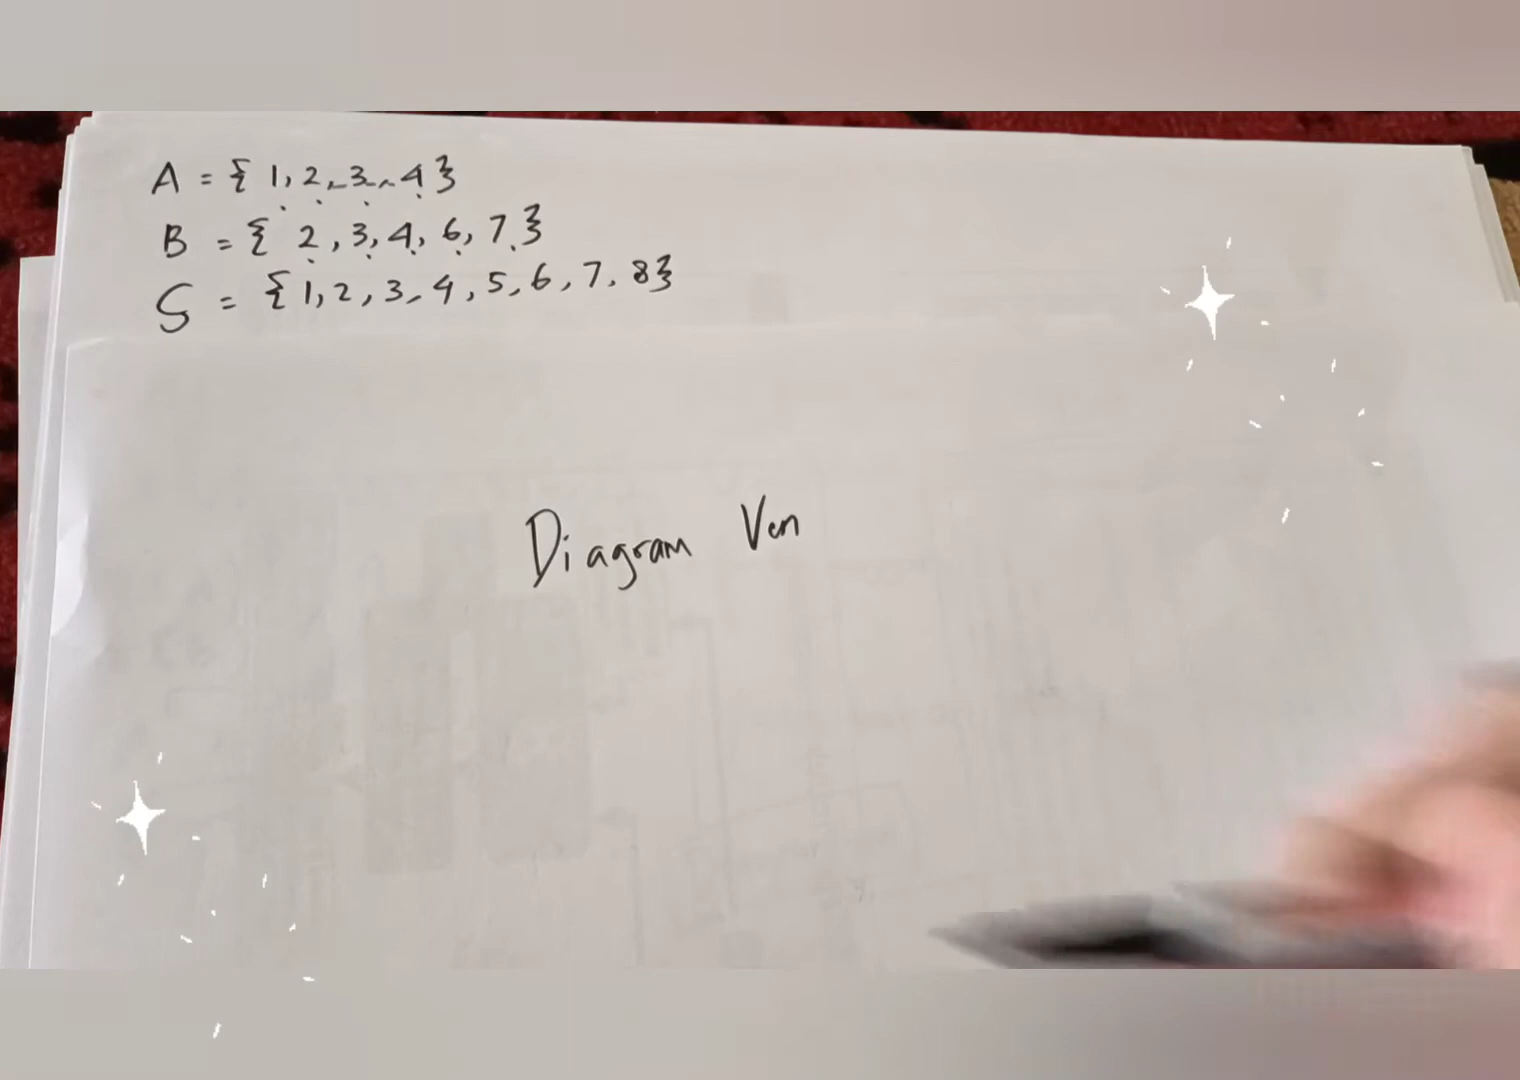 A = { 1, 2, 3, 4 }
B = { 2, 3, 4, 6, 7 }
S = { 1, 2, 3, 4, 5, 6, 7, 8 }
Diagram Ven